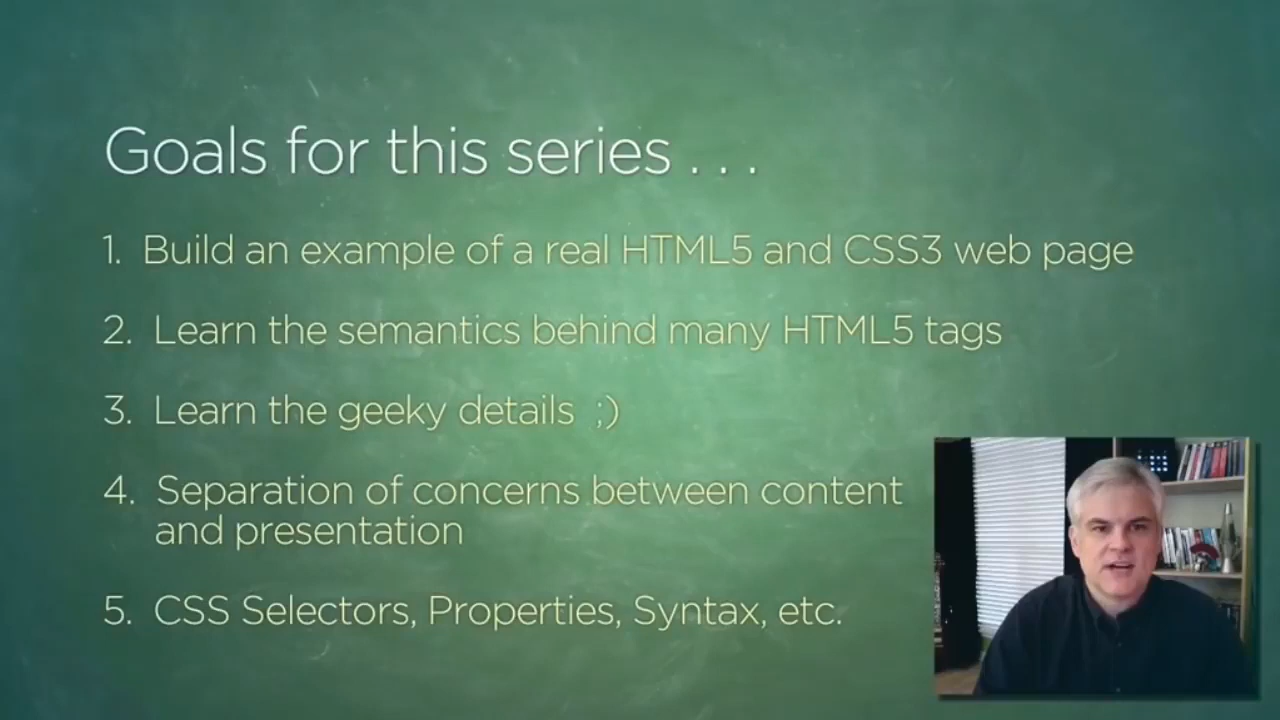 Goals for this series . . .
1. Build an example of a real HTML5 and CSS3 web page
2. Learn the semantics behind many HTML5 tags
3. Learn the geeky details ;)
4. Separation of concerns between content
and presentation
5. CSS Selectors, Properties, Syntax, etc.